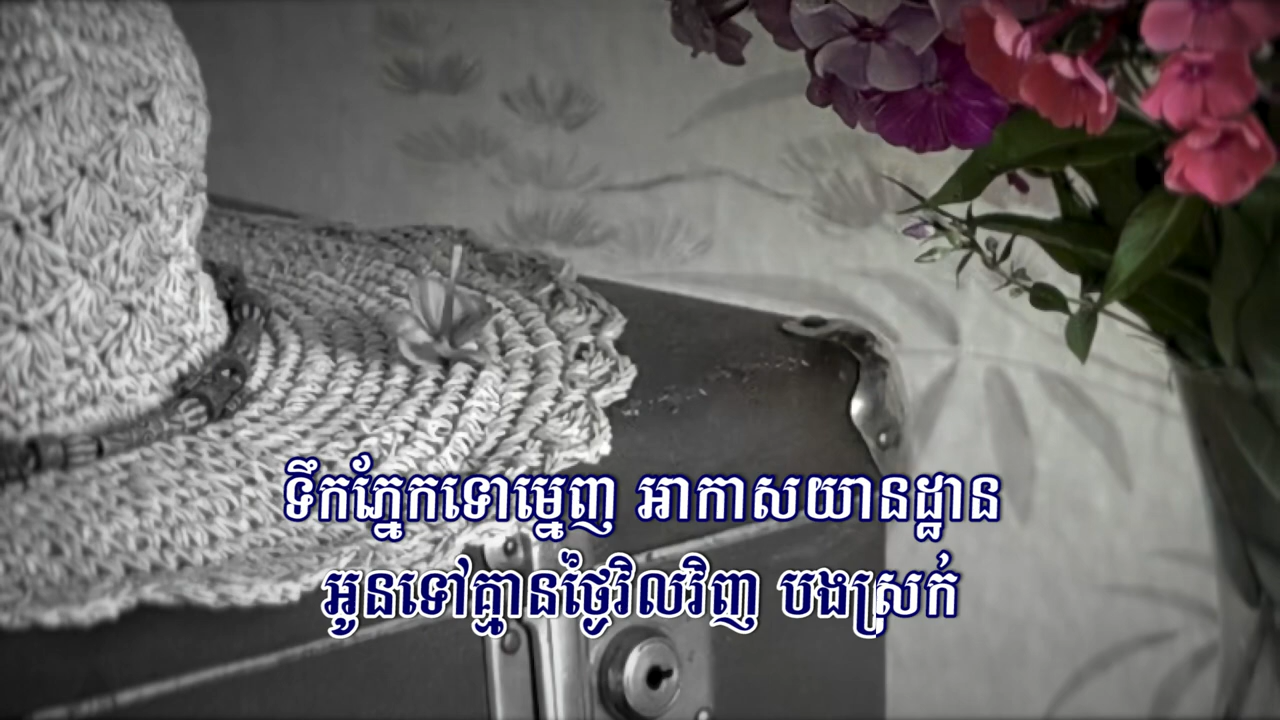 ទឹកភ្នែកទោម្នេញ អាកាសយានដ្ឋាន
អូនទៅគ្មានថ្ងៃវិលវិញ បងស្រក់